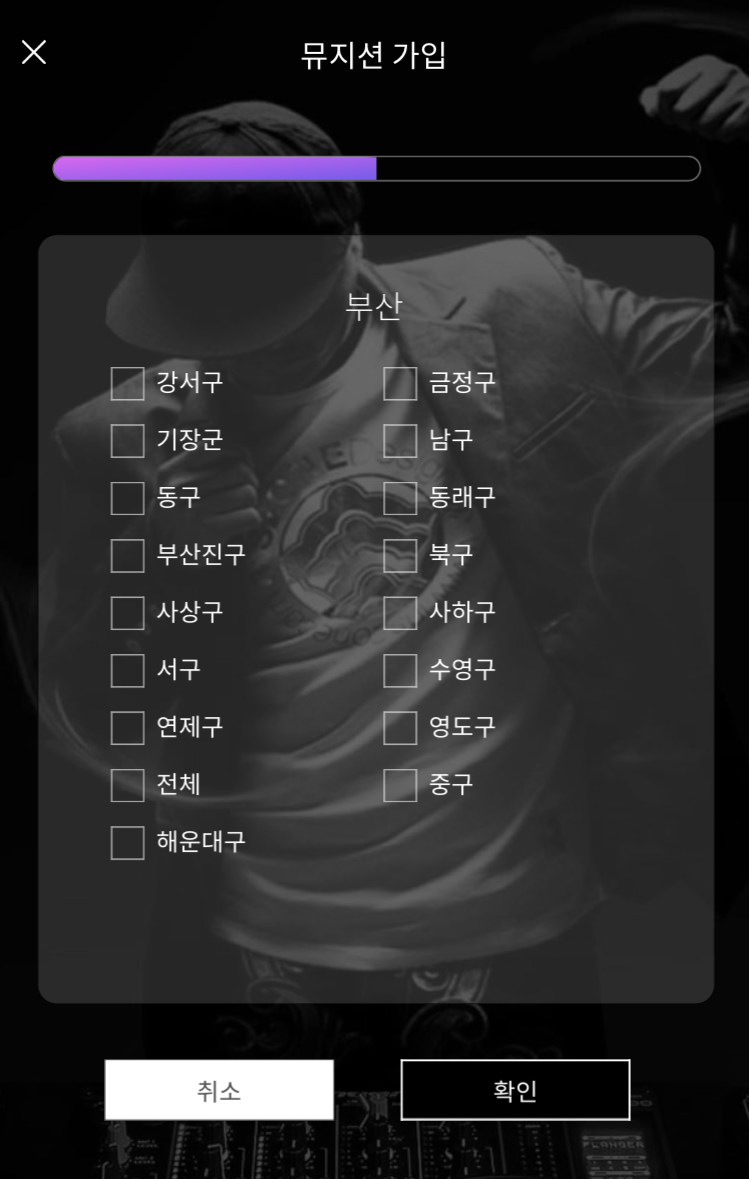 뮤지션 가입
부산
강서구 금정구
기장군 남구
동구 동래구
부산진구 북구
사상구 사하구
서구 수영구
연제구 영도구
전체 중구
해운대구
취소 확인
FLANGER